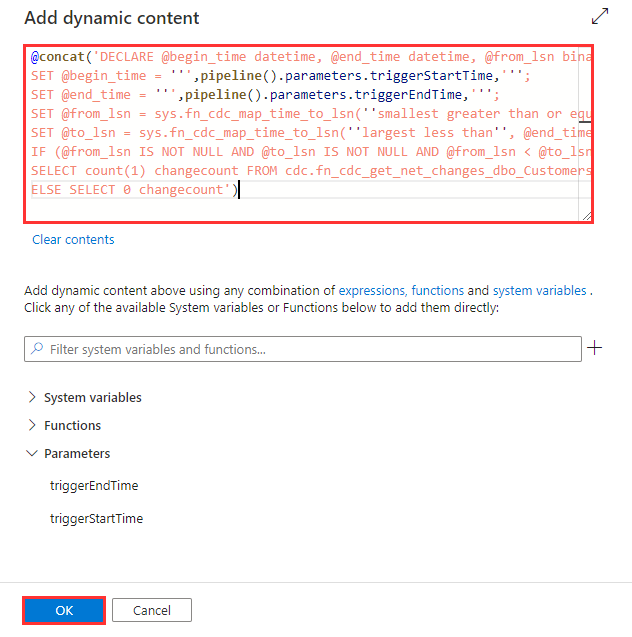 Add dynamic content
@concat('DECLARE @begin_time datetime, @end_time datetime, @from_lsn bina
SET @begin_time = ''',pipeline().parameters.triggerStartTime,''';
SET @end_time = ''',pipeline().parameters.triggerEndTime,''';
SET @from_lsn = sys.fn_cdc_map_time_to_lsn(''smallest greater than or equ
SET @to_lsn = sys.fn_cdc_map_time_to_lsn(''largest less than'', @end_time
IF (@from_lsn IS NOT NULL AND @to_lsn IS NOT NULL AND @from_lsn < @to_lsn
SELECT count(1) changecount FROM cdc.fn_cdc_get_net_changes_dbo_Customers
ELSE SELECT 0 changecount')
Clear contents
Add dynamic content above using any combination of expressions, functions and system variables .
Click any of the available System variables or Functions below to add them directly:
Filter system variables and functions...
System variables
Functions
Parameters
triggerEndTime
triggerStartTime
OK Cancel